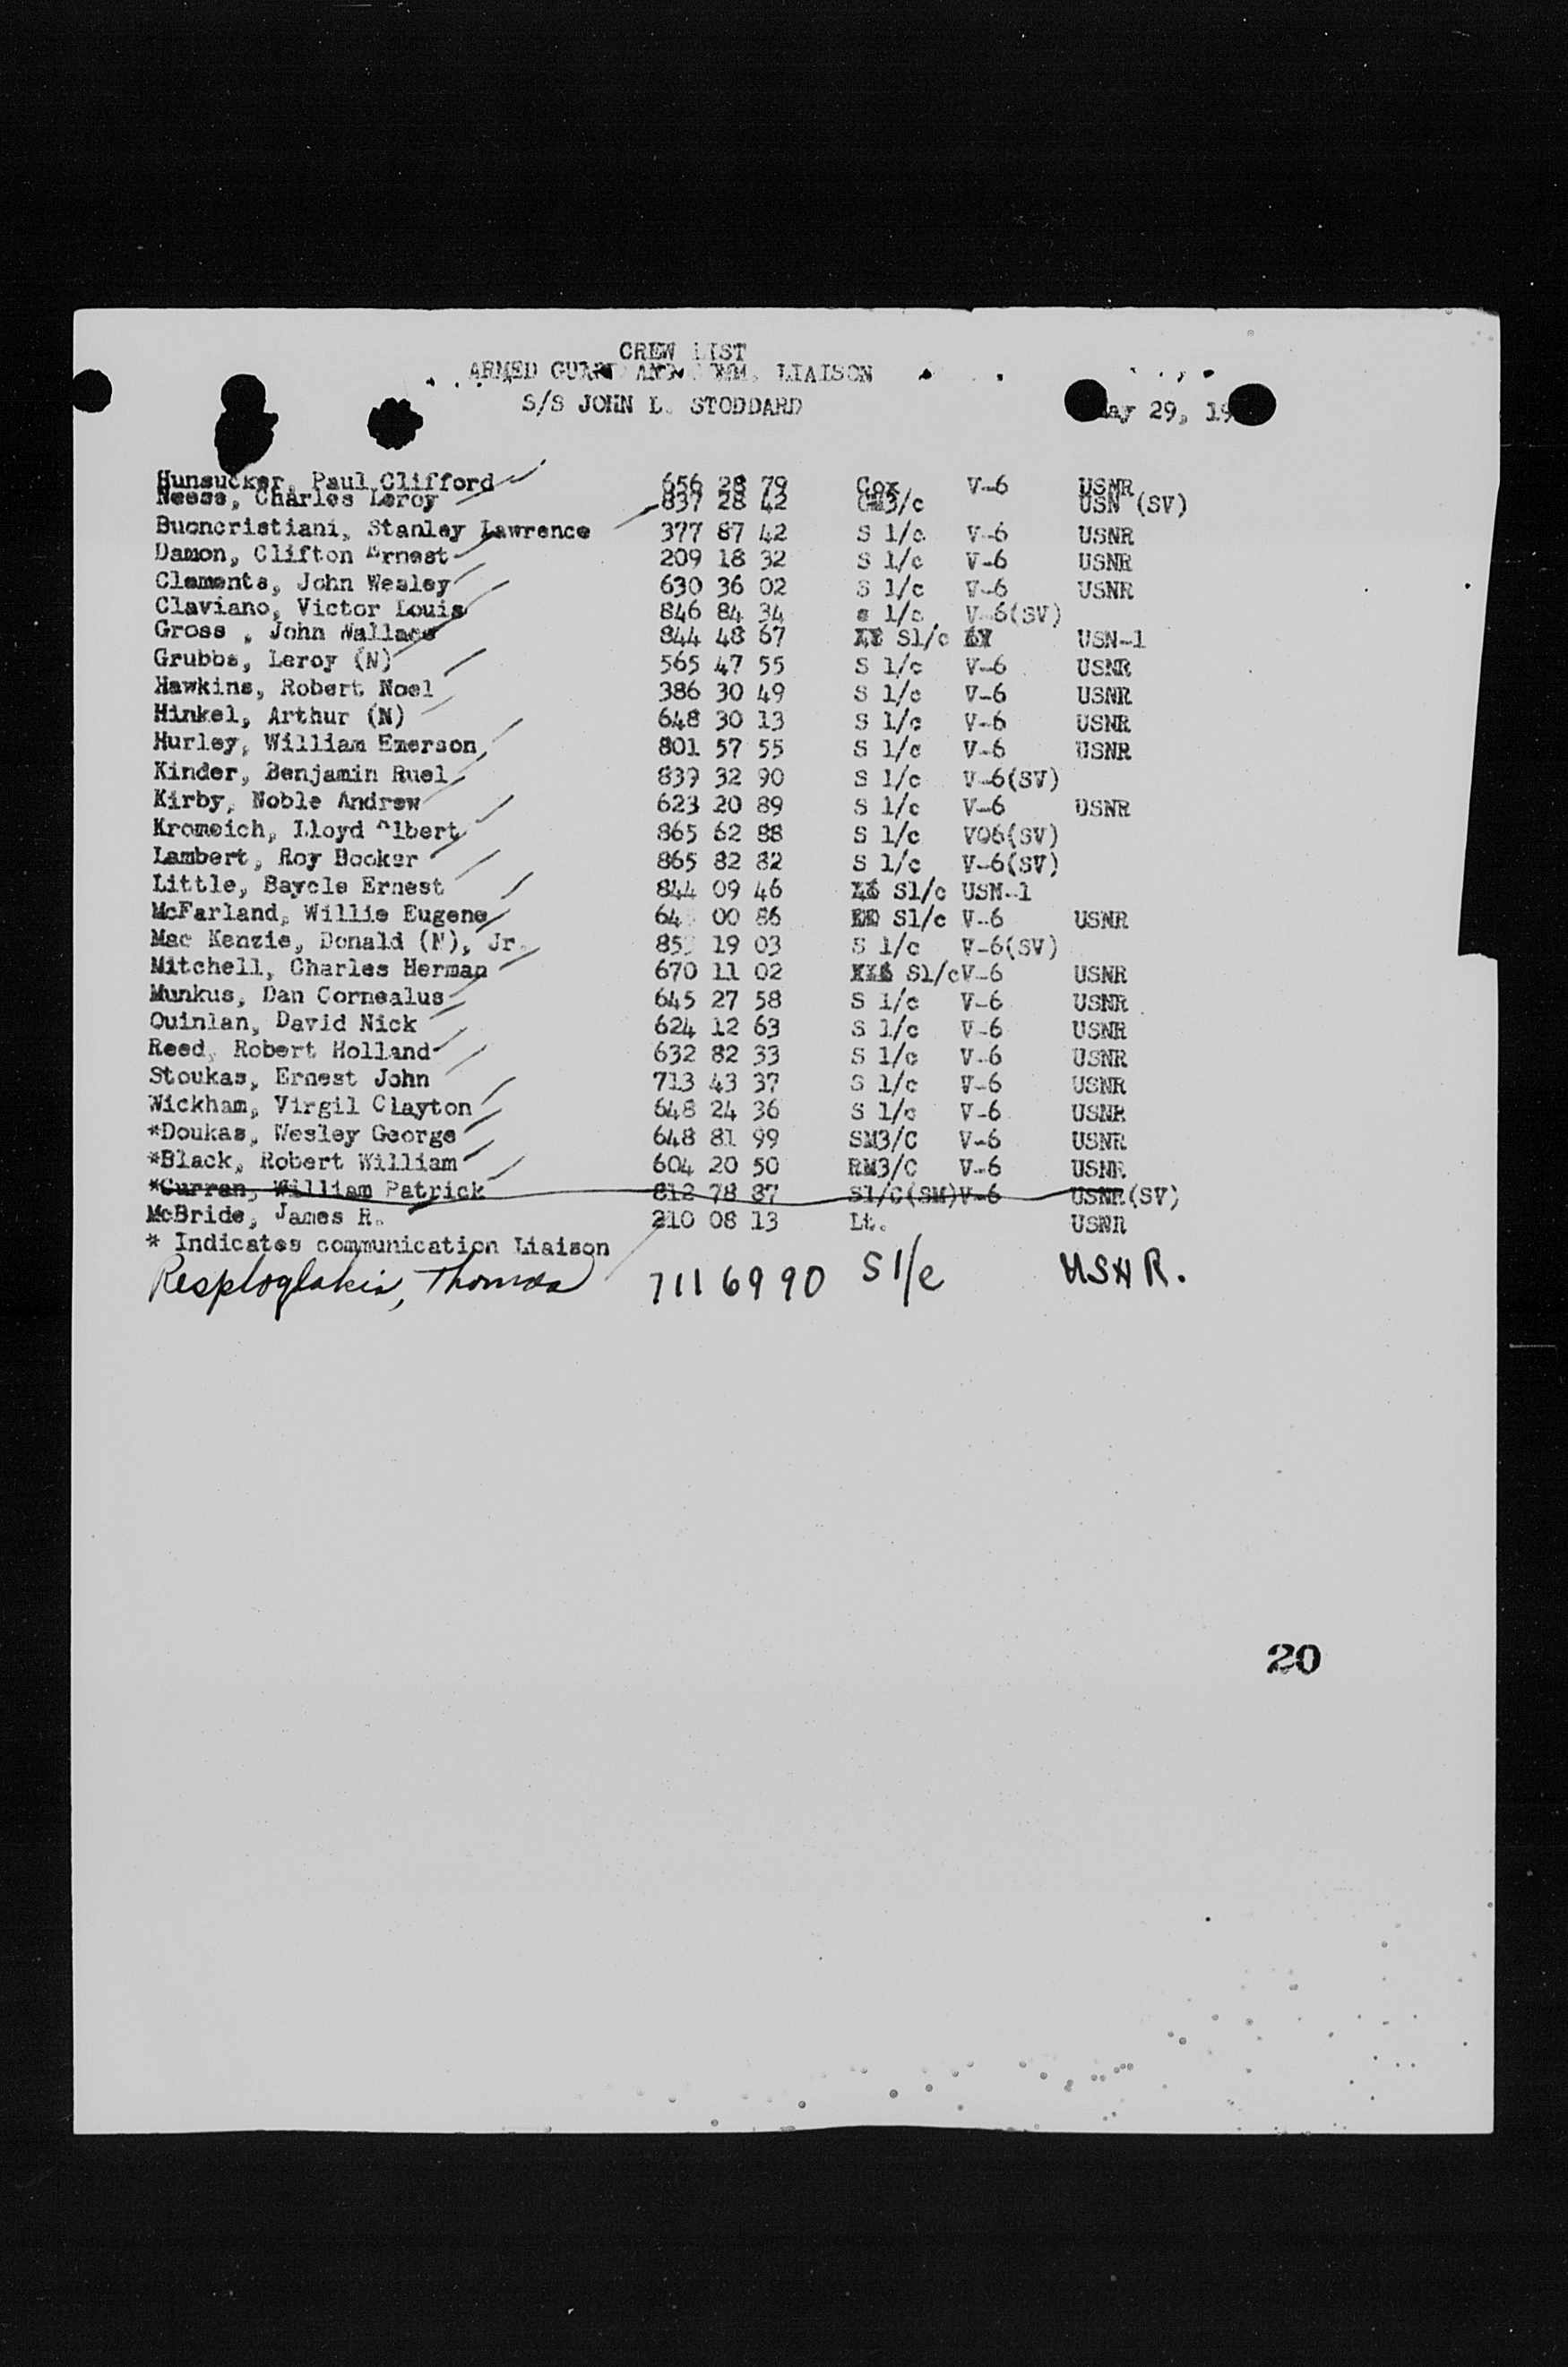 CREW LIST
ARMED GUARD AND COMM. LIAISON
S/S JOHN L. STODDARD
May 29, 19
Hunsucker, Paul Clifford 656 28 79 Cox V-6 USNR
Neese, Charles Leroy 837 28 42 GM3/c USN (SV)
Buoncristiani, Stanley Lawrence 377 87 42 S 1/c V-6 USNR
Damon, Clifton Ernest 209 18 32 S 1/c V-6 USNR
Clements, John Wesley 630 36 02 S 1/c V-6 USNR
Claviano, Victor Louis 846 84 34 s 1/c V-6(SV)
Gross , John Wallace 844 48 67 S1/c USN-1
Grubbs, Leroy (N) 565 47 55 S 1/c V-6 USNR
Hawkins, Robert Noel 386 30 49 S 1/c V-6 USNR
Hinkel, Arthur (N) 648 30 13 S 1/c V-6 USNR
Hurley, William Emerson 801 57 55 S 1/c V-6 USNR
Kinder, Benjamin Ruel 839 32 90 S 1/c V-6(SV)
Kirby, Noble Andrew 623 20 89 S 1/c V-6 USNR
Kromeich, Lloyd Albert 865 62 88 S 1/c VO6(SV)
Lambert, Roy Booker 865 82 82 S 1/c V-6(SV)
Little, Baycle Ernest 844 09 46 S1/c USN-1
McFarland, Willie Eugene 64 00 86 S1/c V-6 USNR
Mac Kenzie, Donald (N), Jr. 85 19 03 S 1/c V-6(SV)
Mitchell, Charles Herman 670 11 02 S1/cV-6 USNR
Munkus, Dan Cornealus 645 27 58 S 1/c V-6 USNR
Quinlan, David Nick 624 12 63 S 1/c V-6 USNR
Reed, Robert Holland 632 82 33 S 1/c V-6 USNR
Stoukas, Ernest John 713 43 37 S 1/c V-6 USNR
Wickham, Virgil Clayton 648 24 36 S 1/c V-6 USNR
*Doukas, Wesley George 648 81 99 SM3/C V-6 USNR
*Black, Robert William 604 20 50 RM3/C V-6 USNR
*Curran, William Patrick 812 78 87 S1/C(SM)V-6 USNR(SV)
McBride, James R. 210 08 13 Lt. USNR
* Indicates communication Liaison
Resploglakis, Thomas 711 69 90 S1/c USNR.
20